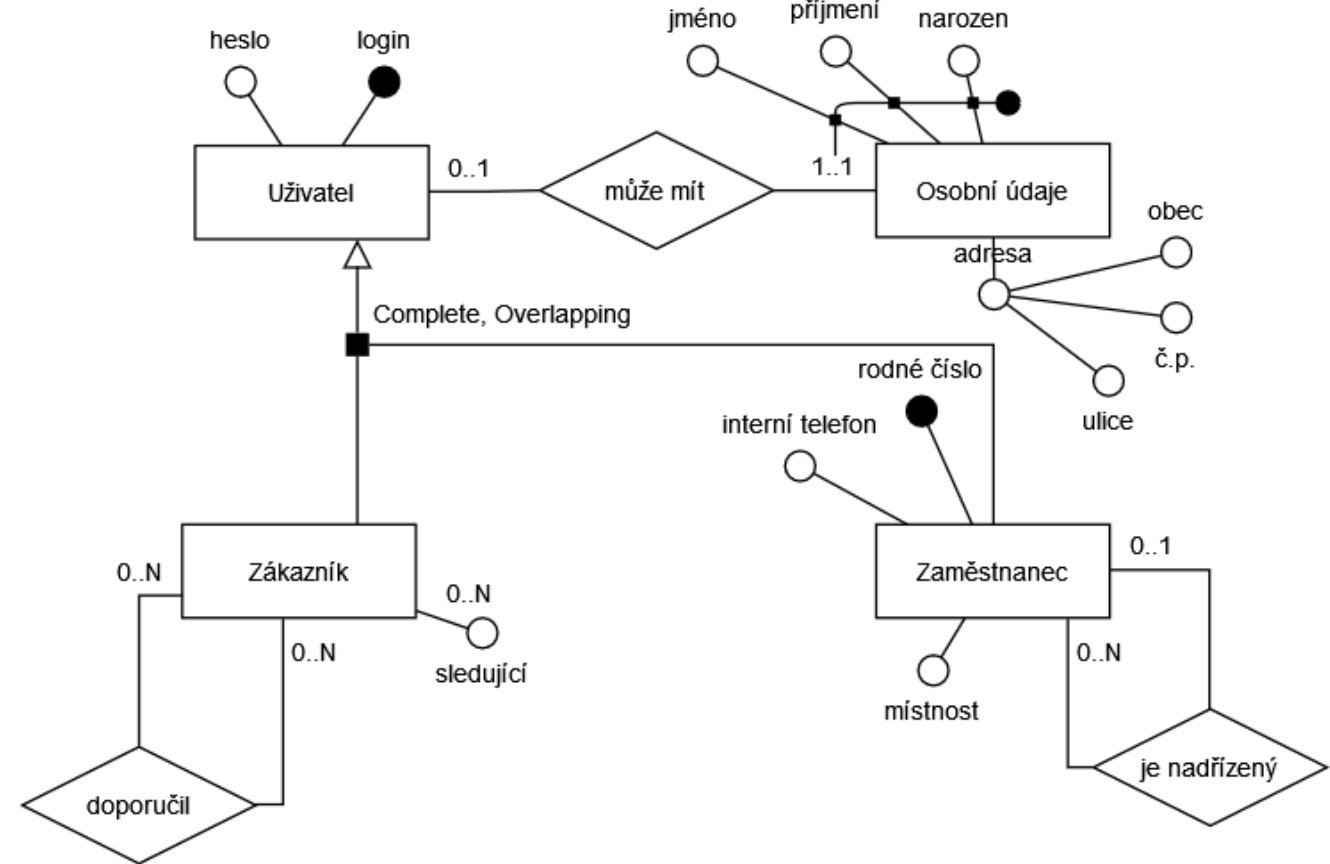 jméno
příjmení
narozen
heslo
login
0..1
1..1
Uživatel
může mít
Osobní údaje
obec
adresa
Complete, Overlapping
č.p.
rodné číslo
ulice
interní telefon
0..N
Zákazník
0..N
Zaměstnanec
0..1
0..N
sledující
0..N
místnost
doporučil
je nadřízený